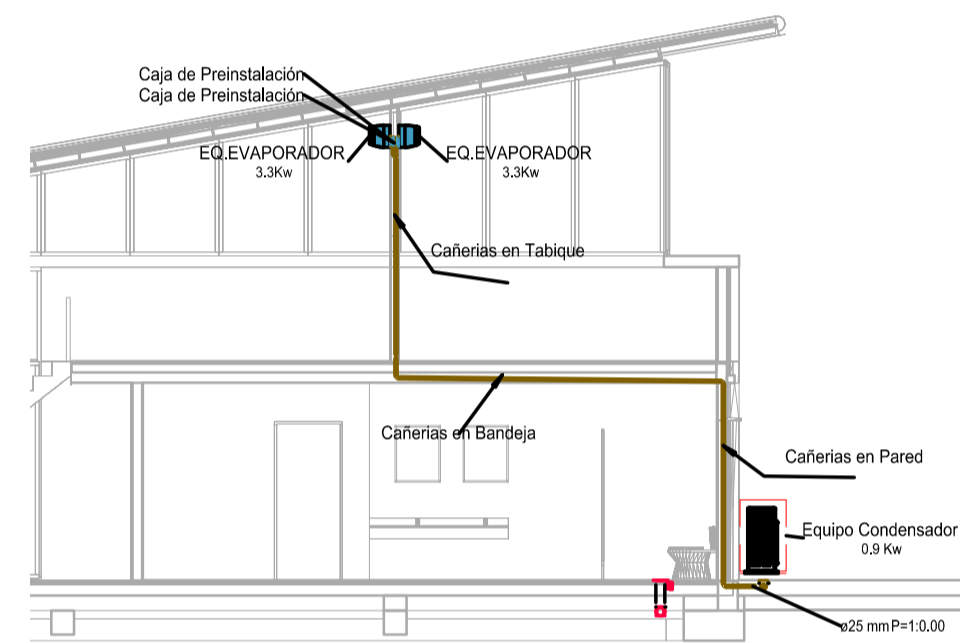 Caja de Preinstalación
Caja de Preinstalación
EQ.EVAPORADOR
3.3Kw
EQ.EVAPORADOR
3.3Kw
Cañerias en Tabique
Cañerias en Bandeja
Cañerias en Pared
Equipo Condensador
0.9 Kw
ø25 mm P=1:0.00